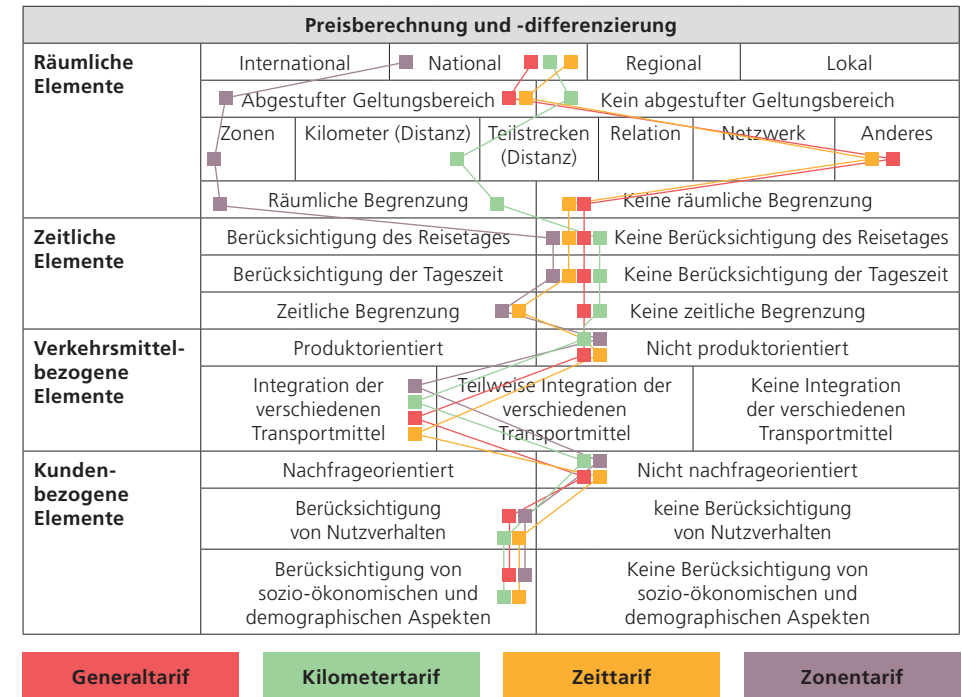 Preisberechnung und -differenzierung
Räumliche
Elemente
International
National
Regional
Lokal
Abgestufter Geltungsbereich
Kein abgestufter Geltungsbereich
Zonen
Kilometer (Distanz)
Teilstrecken
(Distanz)
Relation
Netzwerk
Anderes
Räumliche Begrenzung
Keine räumliche Begrenzung
Zeitliche
Elemente
Berücksichtigung des Reisetages
Keine Berücksichtigung des Reisetages
Berücksichtigung der Tageszeit
Keine Berücksichtigung der Tageszeit
Zeitliche Begrenzung
Keine zeitliche Begrenzung
Verkehrsmittel-
bezogene
Elemente
Produktorientiert
Nicht produktorientiert
Integration der
verschiedenen
Transportmittel
Teilweise Integration der
verschiedenen
Transportmittel
Keine Integration
der verschiedenen
Transportmittel
Kunden-
bezogene
Elemente
Nachfrageorientiert
Nicht nachfrageorientiert
Berücksichtigung
von Nutzverhalten
keine Berücksichtigung
von Nutzverhalten
Berücksichtigung von
sozio-ökonomischen und
demographischen Aspekten
Keine Berücksichtigung von
sozio-ökonomischen und
demographischen Aspekten
Generaltarif
Kilometertarif
Zeittarif
Zonentarif